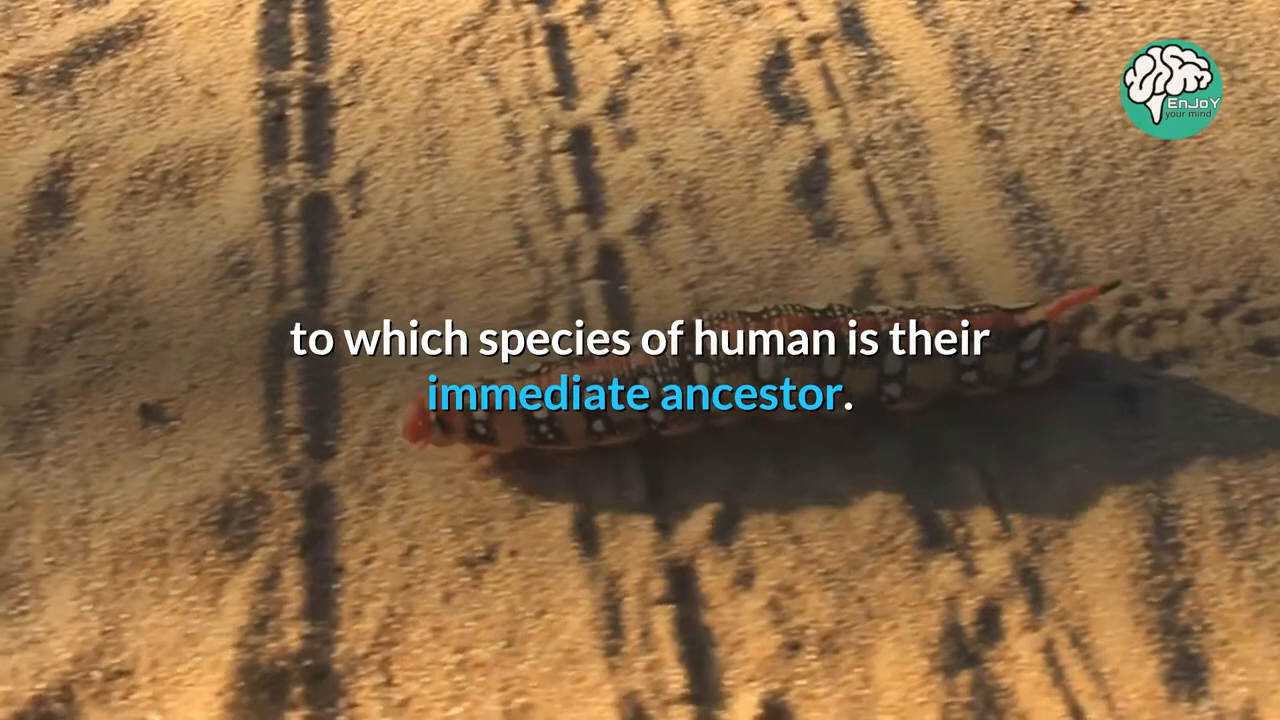 EnJoY
your mind
to which species of human is their
immediate ancestor.